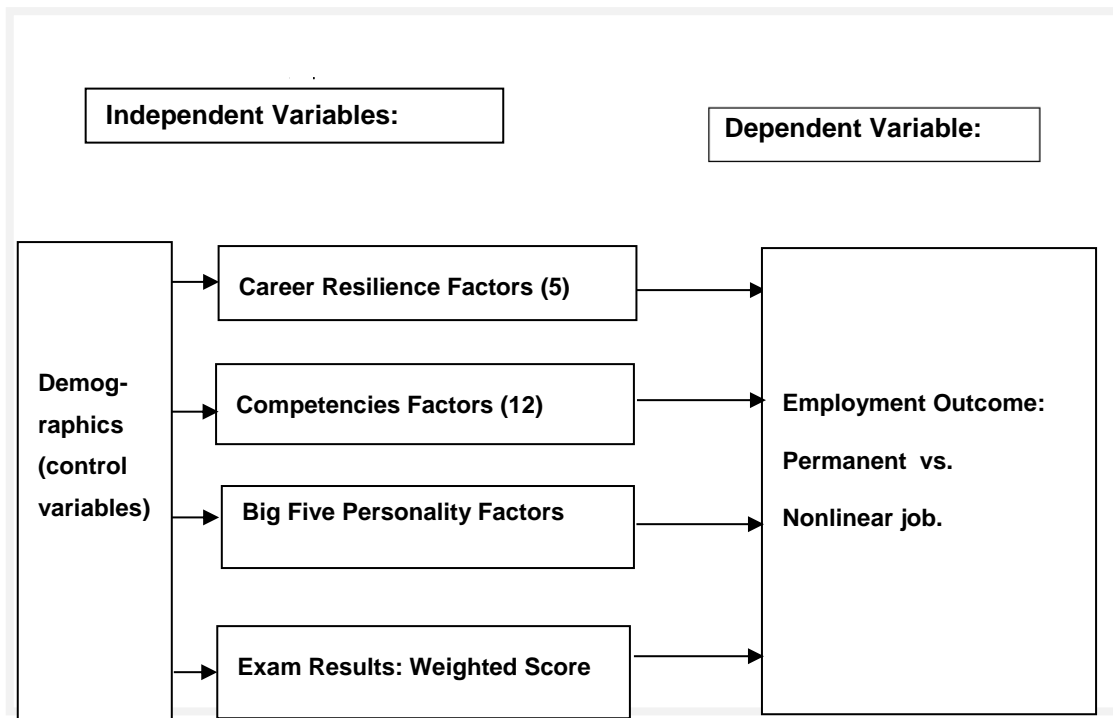 Independent Variables:
Dependent Variable:
Demog-
raphics
(control
variables)
Career Resilience Factors (5)
Competencies Factors (12)
Big Five Personality Factors
Exam Results: Weighted Score
Employment Outcome:
Permanent vs.
Nonlinear job.